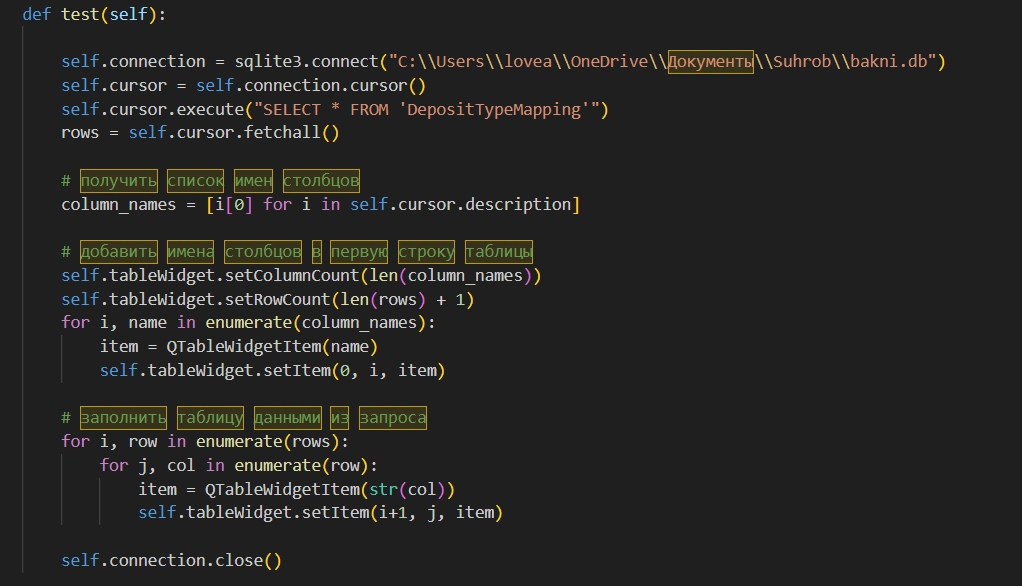 def test(self):
self.connection = sqlite3.connect("C:\\Users\\lovea\\OneDrive\\Документы\\Suhrob\\bakni.db")
self.cursor = self.connection.cursor()
self.cursor.execute("SELECT * FROM 'DepositTypeMapping'")
rows = self.cursor.fetchall()
# получить список имен столбцов
column_names = [i[0] for i in self.cursor.description]
# добавить имена столбцов в первую строку таблицы
self.tableWidget.setColumnCount(len(column_names))
self.tableWidget.setRowCount(len(rows) + 1)
for i, name in enumerate(column_names):
item = QTableWidgetItem(name)
self.tableWidget.setItem(0, i, item)
# заполнить таблицу данными из запроса
for i, row in enumerate(rows):
for j, col in enumerate(row):
item = QTableWidgetItem(str(col))
self.tableWidget.setItem(i+1, j, item)
self.connection.close()